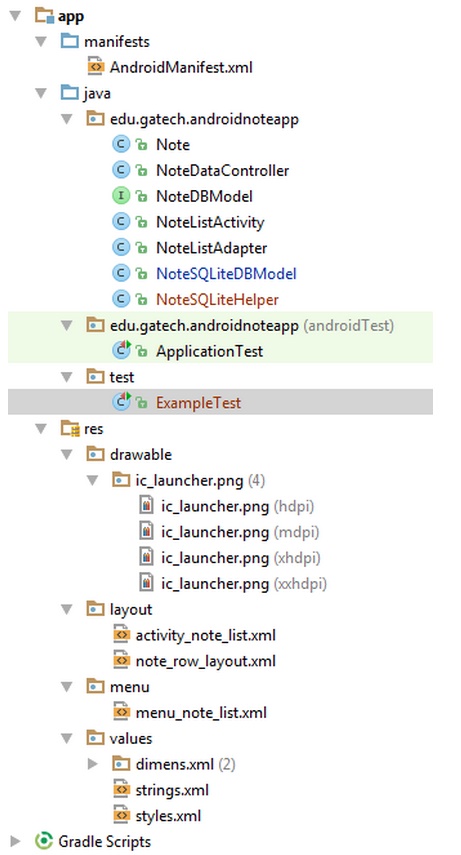 app
manifests
AndroidManifest.xml
java
edu.gatech.androidnoteapp
Note
NoteDataController
NoteDBModel
NoteListActivity
NoteListAdapter
NoteSQLiteDBModel
NoteSQLiteHelper
edu.gatech.androidnoteapp (androidTest)
ApplicationTest
test
ExampleTest
res
drawable
ic_launcher.png (4)
ic_launcher.png (hdpi)
ic_launcher.png (mdpi)
ic_launcher.png (xhdpi)
ic_launcher.png (xxhdpi)
layout
activity_note_list.xml
note_row_layout.xml
menu
menu_note_list.xml
values
dimens.xml (2)
strings.xml
styles.xml
Gradle Scripts